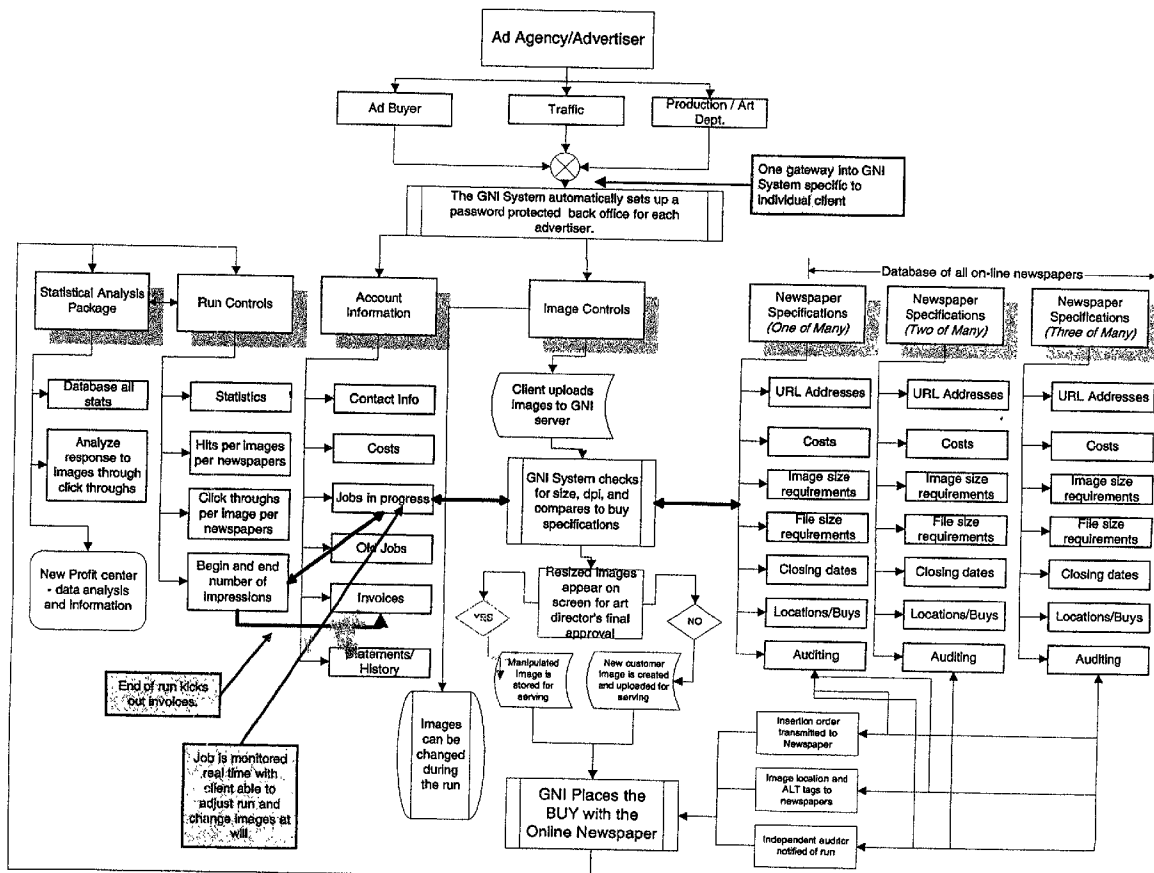 Ad Agency/Advertiser
Ad Buyer
Traffic
Production / Art
Dept.
One gateway into GNI
System specific to
individual client
The GNI System automatically sets up a
password protected back office for each
advertiser.
Database of all on-line newspapers
Statistical Analysis
Package
Run Controls
Account
Information
Image Controls
Newspaper
Specifications
(One of Many)
Newspaper
Specifications
(Two of Many)
Newspaper
Specifications
(Three of Many)
Database all
stats
Analyze
response to
images through
click throughs
New Profit center
- data analysis
and Information
Statistics
Hits per images
per newspapers
Click throughs
per image per
newspapers
Begin and end
number of
impressions
Contact Info
Costs
Jobs in progress
Old Jobs
Invoices
Statements/
History
Client uploads
images to GNI
server
GNI System checks
for size, dpi, and
compares to buy
specifications
Resized images
appear on
screen for art
director's final
approval
YES
NO
Manipulated
image is
stored for
serving
New customer
image is created
and uploaded for
serving
URL Addresses
Costs
Image size
requirements
File size
requirements
Closing dates
Locations/Buys
Auditing
URL Addresses
Costs
Image size
requirements
File size
requirements
Closing dates
Locations/Buys
Auditing
URL Addresses
Costs
Image size
requirements
File size
requirements
Closing dates
Locations/Buys
Auditing
End of run kicks
out invoices.
Job is monitored
real time with
client able to
adjust run and
change images at
will
Images
can be
changed
during
the run
GNI Places the
BUY with the
Online Newspaper
Insertion order
transmitted to
Newspaper
Image location and
ALT tags to
newspapers
Independent auditor
notified of run